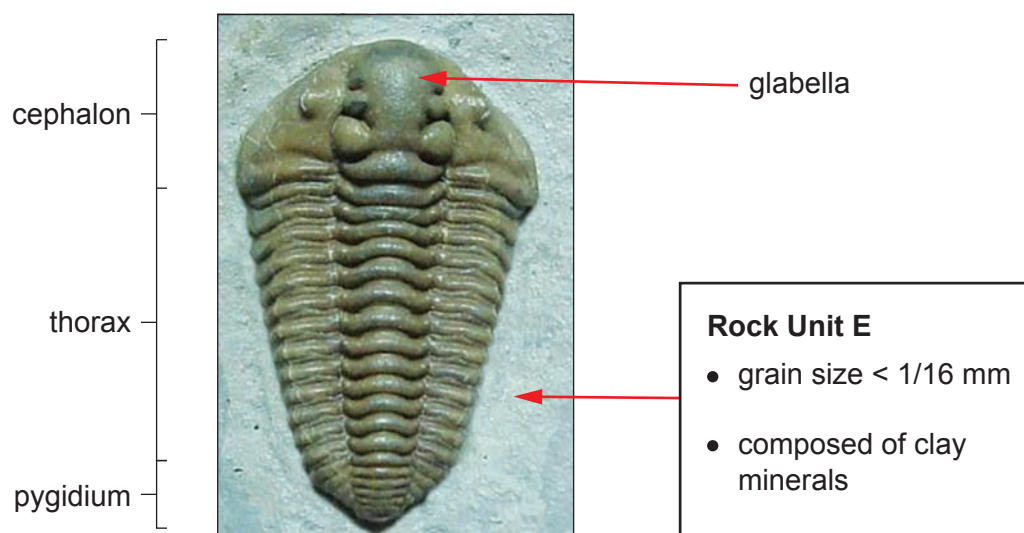 cephalon
glabella
thorax
pygidium
Rock Unit E
• grain size < 1/16 mm
• composed of clay
minerals